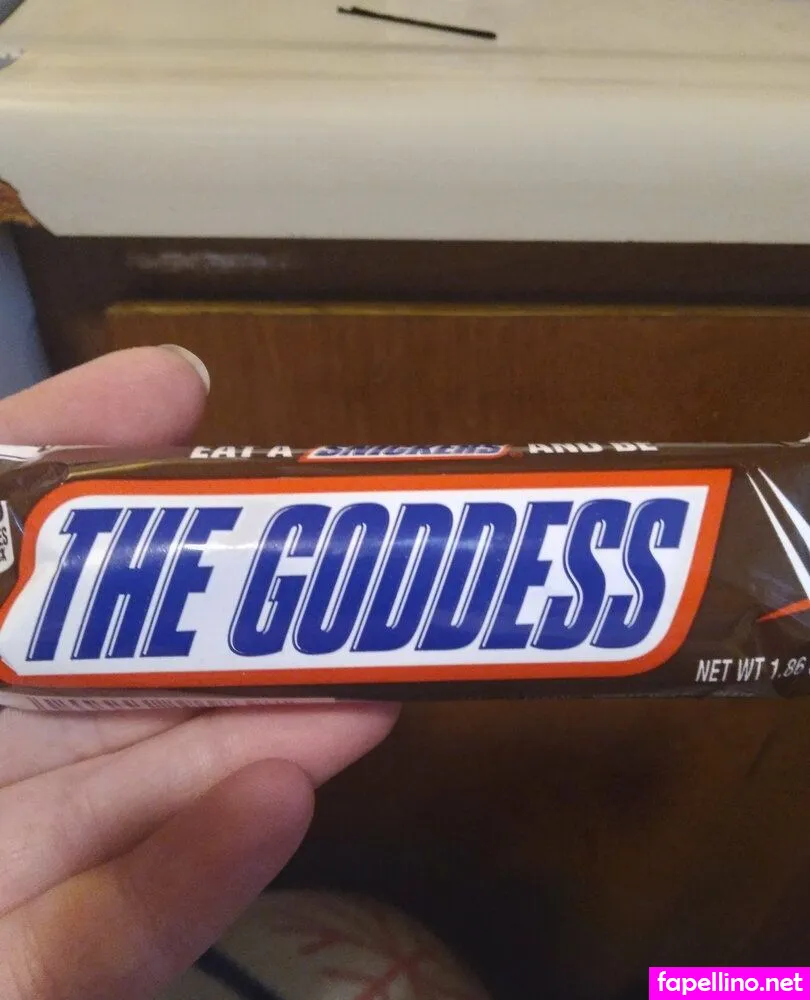 EAT A SNICKERS AND BE
THE GODDESS
NET WT 1.86
fapellino.net